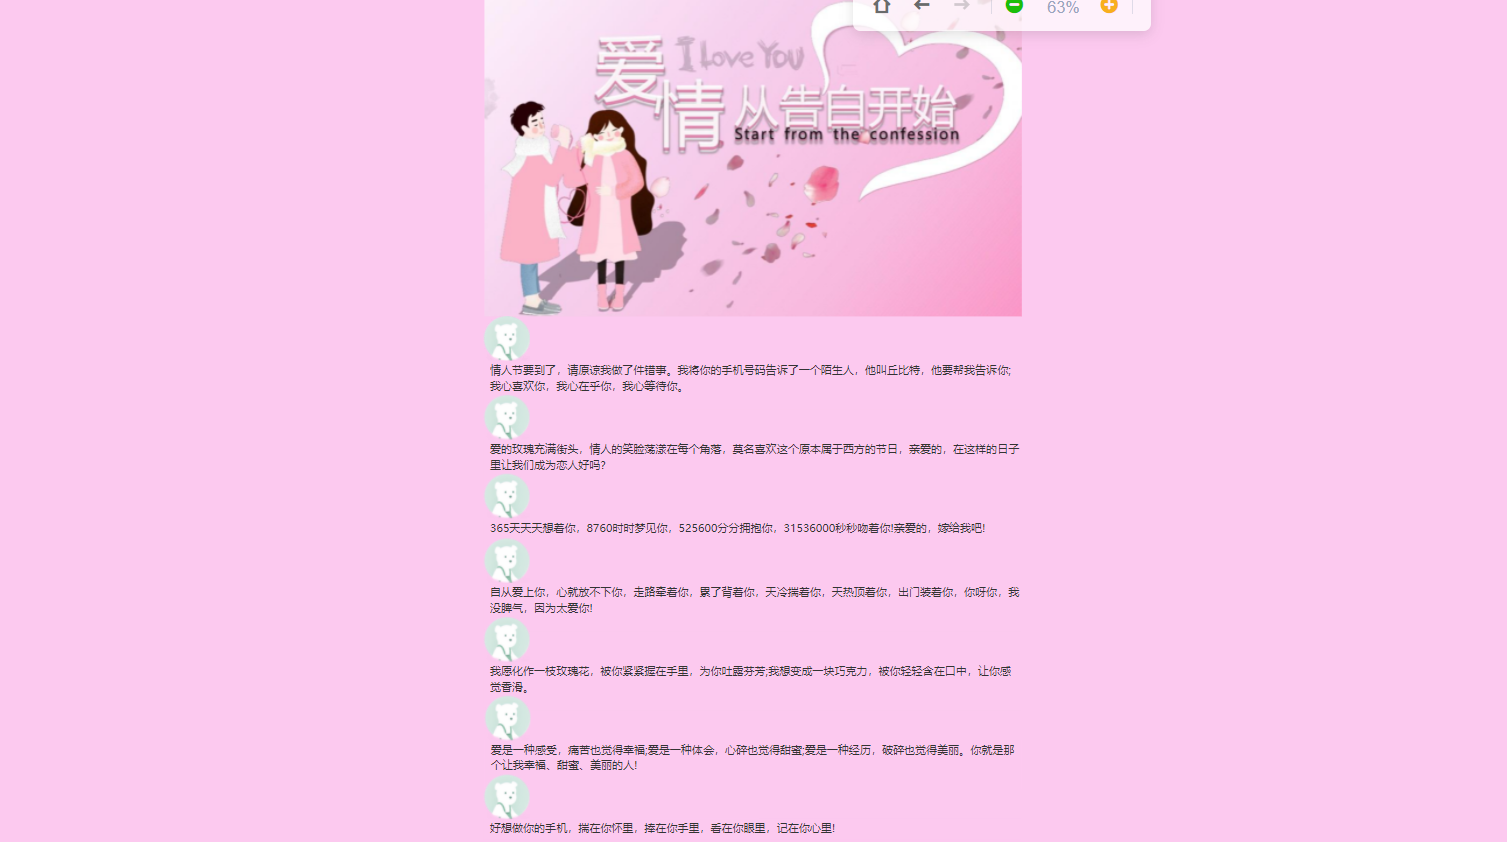 63%
I Love You
爱
情 从告白开始
Start from the confession
情人节要到了，请原谅我做了件错事。我将你的手机号码告诉了一个陌生人，他叫丘比特，他要帮我告诉你;
我心喜欢你，我心在乎你，我心等待你。
爱的玫瑰充满街头，情人的笑脸荡漾在每个角落，莫名喜欢这个原本属于西方的节日，亲爱的，在这样的日子
里让我们成为恋人好吗?
365天天天想着你，8760时时梦见你，525600分分拥抱你，31536000秒秒吻着你!亲爱的，嫁给我吧!
自从爱上你，心就放不下你，走路牵着你，累了背着你，天冷揣着你，天热顶着你，出门装着你，你呀你，我
没脾气，因为太爱你!
我愿化作一枝玫瑰花，被你紧紧握在手里，为你吐露芬芳;我想变成一块巧克力，被你轻轻含在口中，让你感
觉香滑。
爱是一种感受，痛苦也觉得幸福;爱是一种体会，心碎也觉得甜蜜;爱是一种经历，破碎也觉得美丽。你就是那
个让我幸福、甜蜜、美丽的人!
好想做你的手机，揣在你怀里，捧在你手里，看在你眼里，记在你心里!